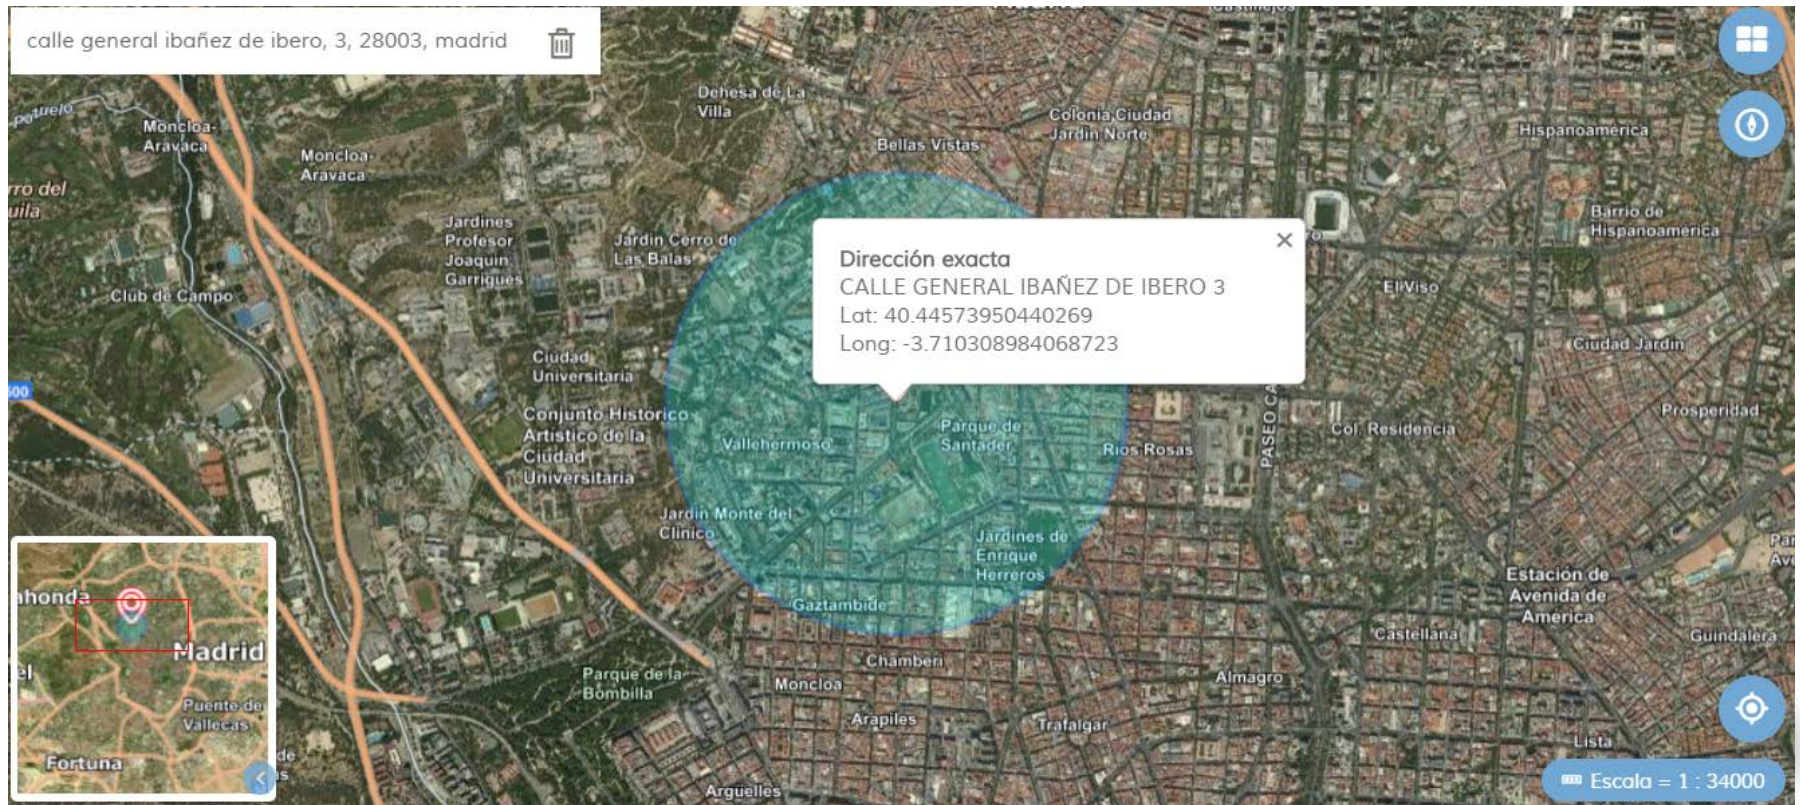 calle general ibañez de ibero, 3, 28003, madrid
Dehesa de La
Villa
Colonia Ciudad
Jardín Norte
Hispanoamérica
Moncloa-
Aravaca
Moncloa-
Aravaca
Bellas Vistas
Jardines
Profesor
Joaquín
Garrigues
Jardín Cerro de
Las Balas
Barrio de
Hispanoamérica
Dirección exacta
CALLE GENERAL IBAÑEZ DE IBERO 3
Lat: 40.44573950440269
Long: -3.710308984068723
Club de Campo
El Viso
Ciudad Jardín
Ciudad
Universitaria
Conjunto Histórico
Artístico de la
Ciudad
Universitaria
Vallehermoso
Parque de
Santader
Ríos Rosas
PASEO
Col. Residencia
Prosperidad
Jardín Monte del
Clínico
Jardines de
Enrique
Herreros
Gaztambide
Estación de
Avenida de
América
Castellana
Guindalera
Chamberí
Parque de la
Bombilla
Moncloa
Almagro
Arapiles
Trafalgar
Lista
Argüelles
Madrid
Puente de
Vallecas
Fortuna
Escala = 1 : 34000